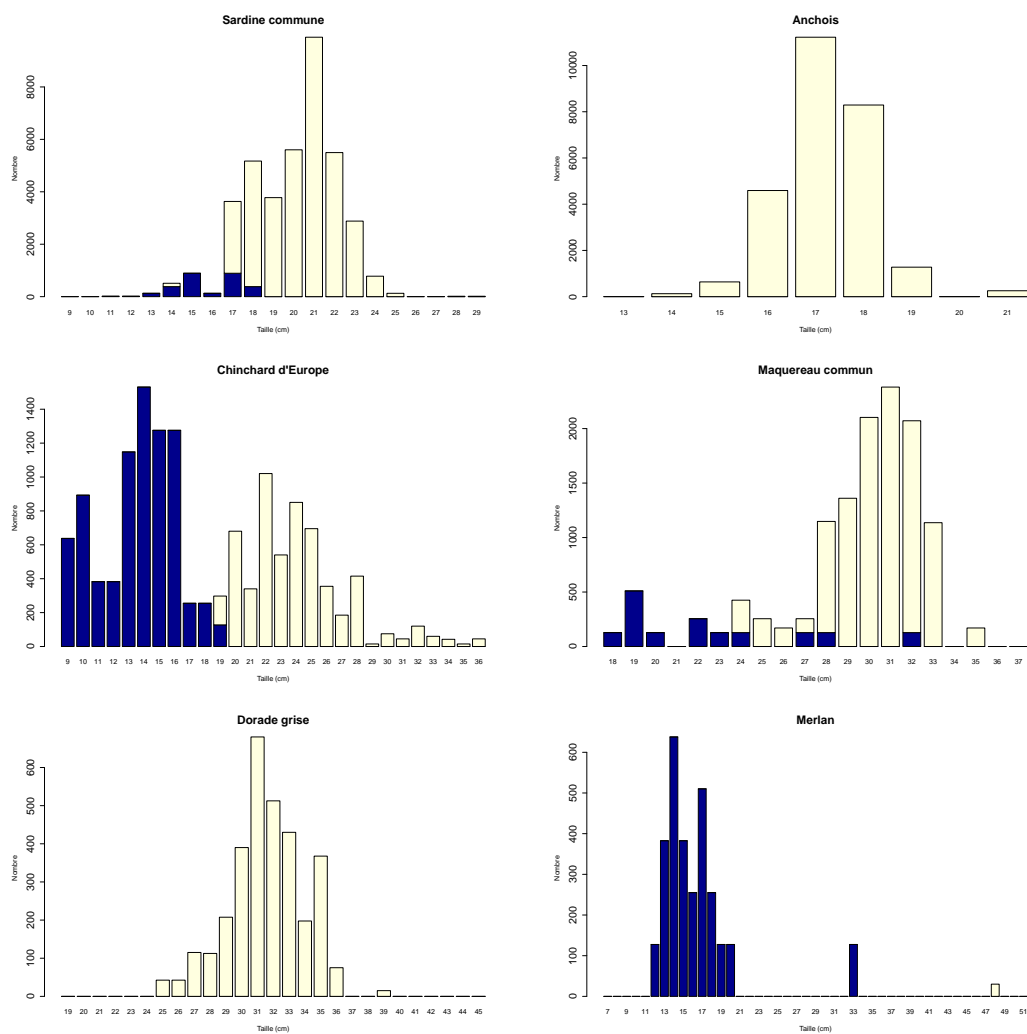 Sardine commune
Nombre
0 2000 4000 6000 8000
9 10 11 12 13 14 15 16 17 18 19 20 21 22 23 24 25 26 27 28 29
Taille (cm)
Anchois
Nombre
0 2000 4000 6000 8000 10000
13 14 15 16 17 18 19 20 21
Taille (cm)
Chinchard d'Europe
Nombre
0 200 400 600 800 1000 1200 1400
9 10 11 12 13 14 15 16 17 18 19 20 21 22 23 24 25 26 27 28 29 30 31 32 33 34 35 36
Taille (cm)
Maquereau commun
Nombre
0 500 1000 1500 2000
18 19 20 21 22 23 24 25 26 27 28 29 30 31 32 33 34 35 36 37
Taille (cm)
Dorade grise
Nombre
0 100 200 300 400 500 600
19 20 21 22 23 24 25 26 27 28 29 30 31 32 33 34 35 36 37 38 39 40 41 42 43 44 45
Taille (cm)
Merlan
Nombre
0 100 200 300 400 500 600
7 9 11 13 15 17 19 21 23 25 27 29 31 33 35 37 39 41 43 45 47 49 51
Taille (cm)